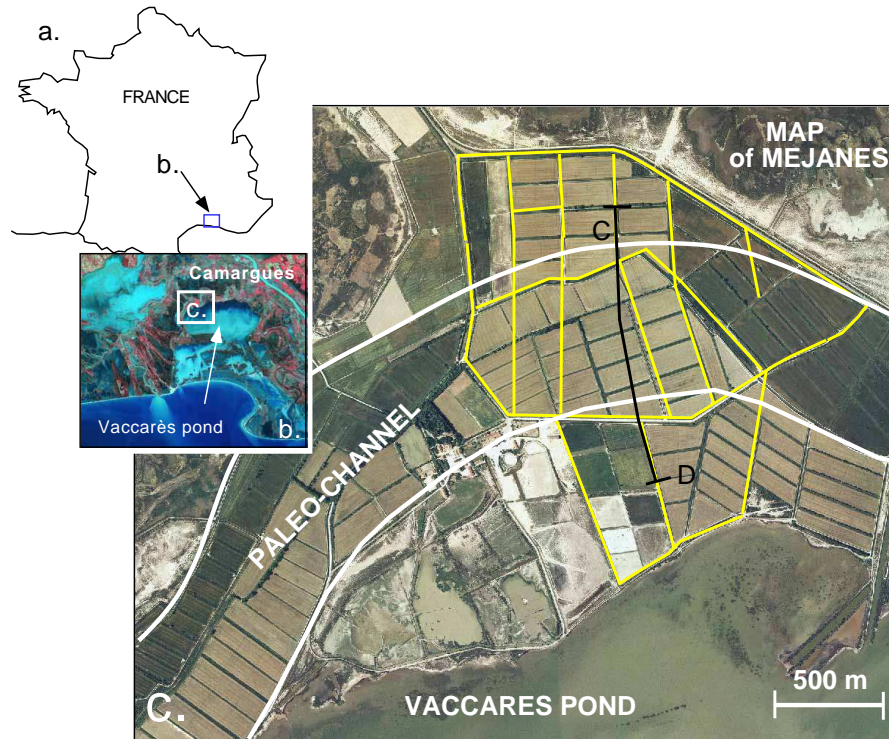 a.
FRANCE
b.
MAP
of MEJANES
C
Camargues
c.
Vaccarès pond
b.
PALEO-CHANNEL
D
c.
VACCARES POND
500 m